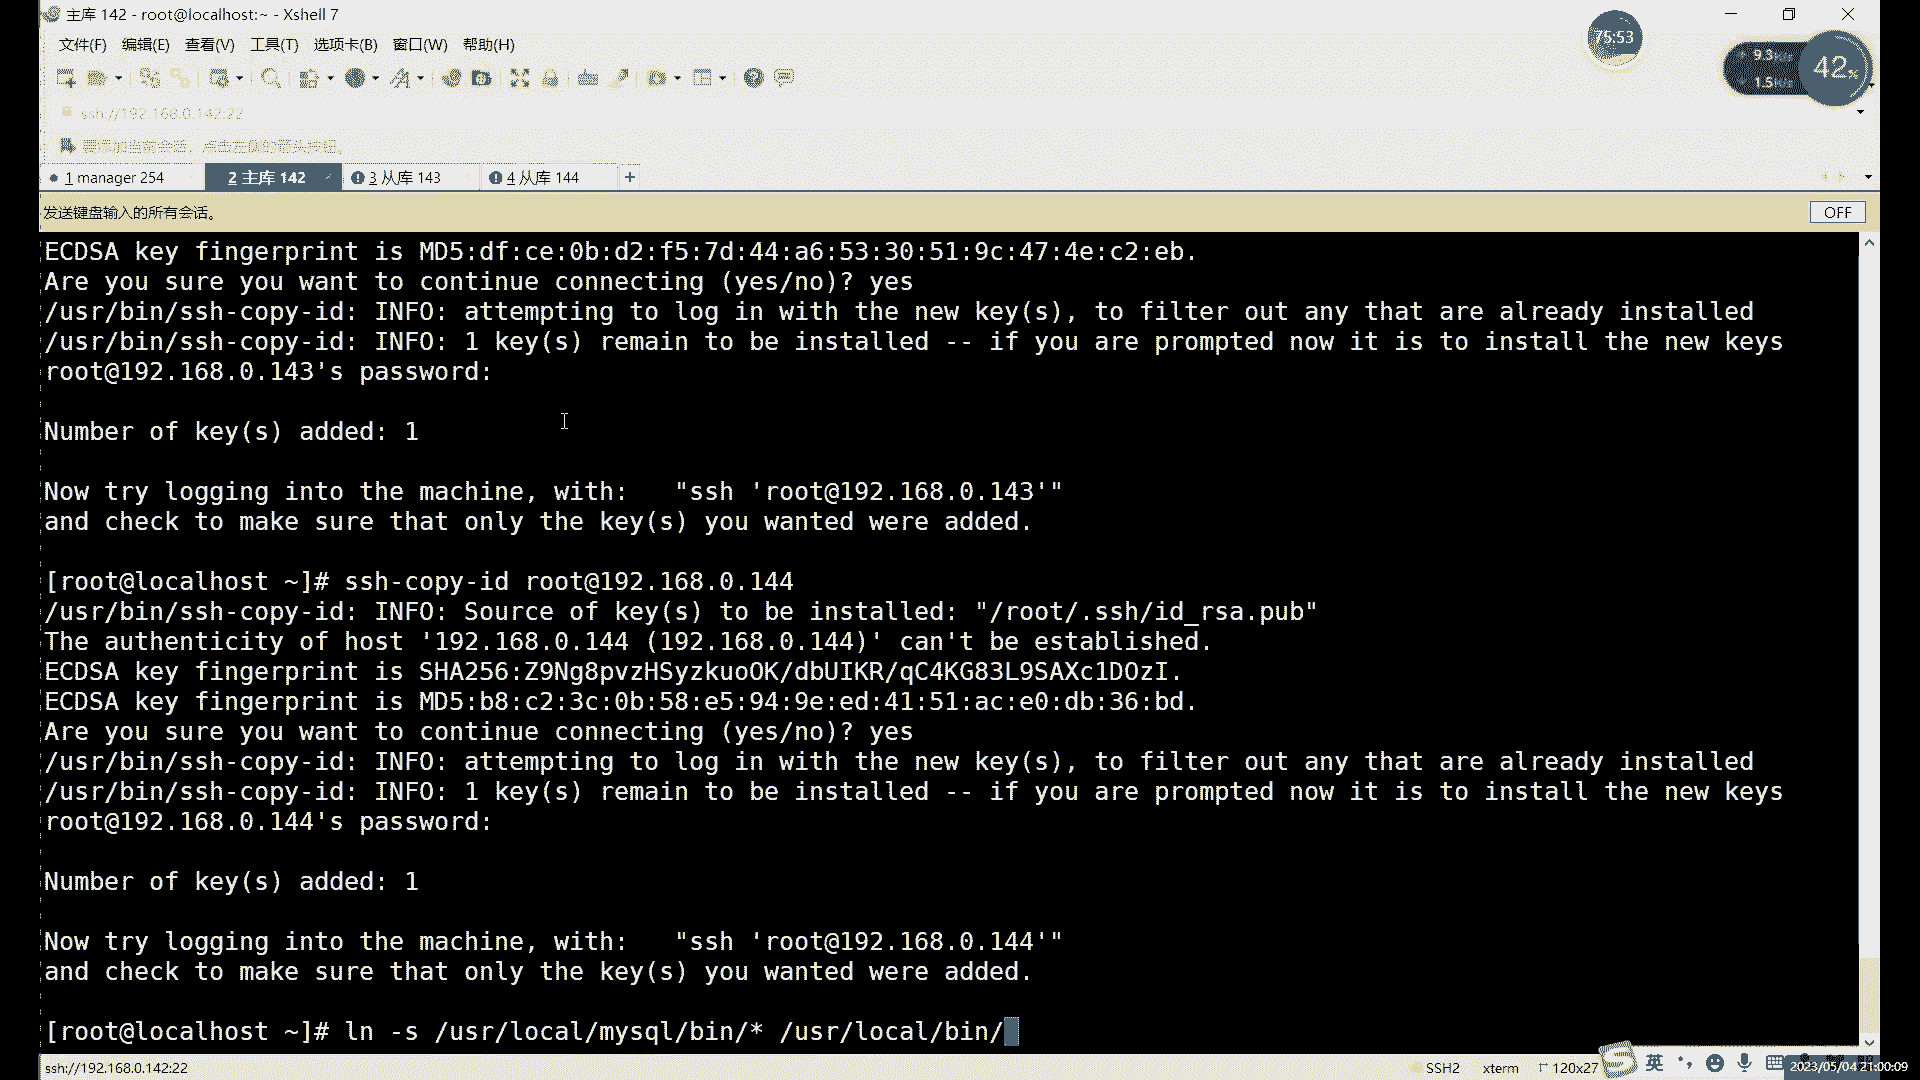 主库 142 - root@localhost:~ - Xshell 7
75:53
9.3K/s
42%
1.5K/s
文件(F) 编辑(E) 查看(V) 工具(T) 选项卡(B) 窗口(W) 帮助(H)
ssh://192.168.0.142:22
要添加当前会话，点击左侧的箭头按钮。
1 manager 254
2 主库 142
3 从库 143
4 从库 144
发送键盘输入的所有会话。
OFF
ECDSA key fingerprint is MD5:df:ce:0b:d2:f5:7d:44:a6:53:30:51:9c:47:4e:c2:eb.
Are you sure you want to continue connecting (yes/no)? yes
/usr/bin/ssh-copy-id: INFO: attempting to log in with the new key(s), to filter out any that are already installed
/usr/bin/ssh-copy-id: INFO: 1 key(s) remain to be installed -- if you are prompted now it is to install the new keys
root@192.168.0.143's password:
Number of key(s) added: 1
Now try logging into the machine, with:   "ssh 'root@192.168.0.143'"
and check to make sure that only the key(s) you wanted were added.
[root@localhost ~]# ssh-copy-id root@192.168.0.144
/usr/bin/ssh-copy-id: INFO: Source of key(s) to be installed: "/root/.ssh/id_rsa.pub"
The authenticity of host '192.168.0.144 (192.168.0.144)' can't be established.
ECDSA key fingerprint is SHA256:Z9Ng8pvzHSyzkuoOK/dbUIKR/qC4KG83L9SAXc1DOzI.
ECDSA key fingerprint is MD5:b8:c2:3c:0b:58:e5:94:9e:ed:41:51:ac:e0:db:36:bd.
Are you sure you want to continue connecting (yes/no)? yes
/usr/bin/ssh-copy-id: INFO: attempting to log in with the new key(s), to filter out any that are already installed
/usr/bin/ssh-copy-id: INFO: 1 key(s) remain to be installed -- if you are prompted now it is to install the new keys
root@192.168.0.144's password:
Number of key(s) added: 1
Now try logging into the machine, with:   "ssh 'root@192.168.0.144'"
and check to make sure that only the key(s) you wanted were added.
[root@localhost ~]# ln -s /usr/local/mysql/bin/* /usr/local/bin/
ssh://192.168.0.142:22
SSH2 xterm 120x27
英
2023/05/04 21:00:09